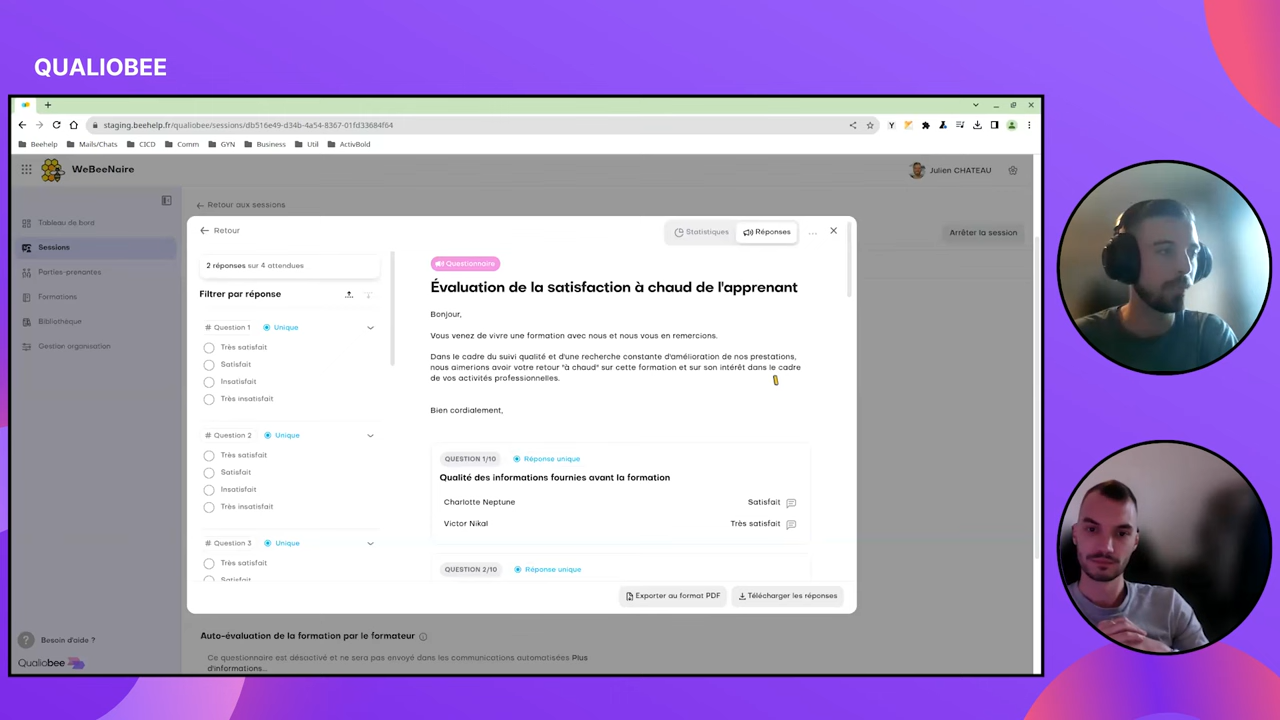 QUALIOBEE
staging.beehelp.fr/qualiobee/sessions/db516e49-d34b-4a54-8367-01fd33684f64
Beehelp Mails/Chats CICD Comm GYN Business Util ActivBold
WeBeeNaire
Julien CHATEAU
Tableau de bord
Sessions
Parties-prenantes
Formations
Bibliothèque
Gestion organisation
Besoin d'aide ?
Qualiobee
Retour aux sessions
Arrêter la session
Retour
Statistiques
Réponses
2 réponses sur 4 attendues
Filtrer par réponse
# Question 1 Unique
Très satisfait
Satisfait
Insatisfait
Très insatisfait
# Question 2 Unique
Très satisfait
Satisfait
Insatisfait
Très insatisfait
# Question 3 Unique
Très satisfait
Satisfait
Questionnaire
Évaluation de la satisfaction à chaud de l'apprenant
Bonjour,
Vous venez de vivre une formation avec nous et nous vous en remercions.
Dans le cadre du suivi qualité et d'une recherche constante d'amélioration de nos prestations,
nous aimerions avoir votre retour "à chaud" sur cette formation et sur son intérêt dans le cadre
de vos activités professionnelles.
Bien cordialement,
QUESTION 1/10 Réponse unique
Qualité des informations fournies avant la formation
Charlotte Neptune Satisfait
Victor Nikal Très satisfait
QUESTION 2/10 Réponse unique
Exporter au format PDF
Télécharger les réponses
Auto-évaluation de la formation par le formateur
Ce questionnaire est désactivé et ne sera pas envoyé dans les communications automatisées Plus
d'informations...